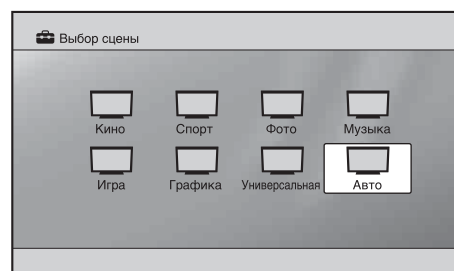 Выбор сцены
Кино Спорт Фото Музыка
Игра Графика Универсальная Авто